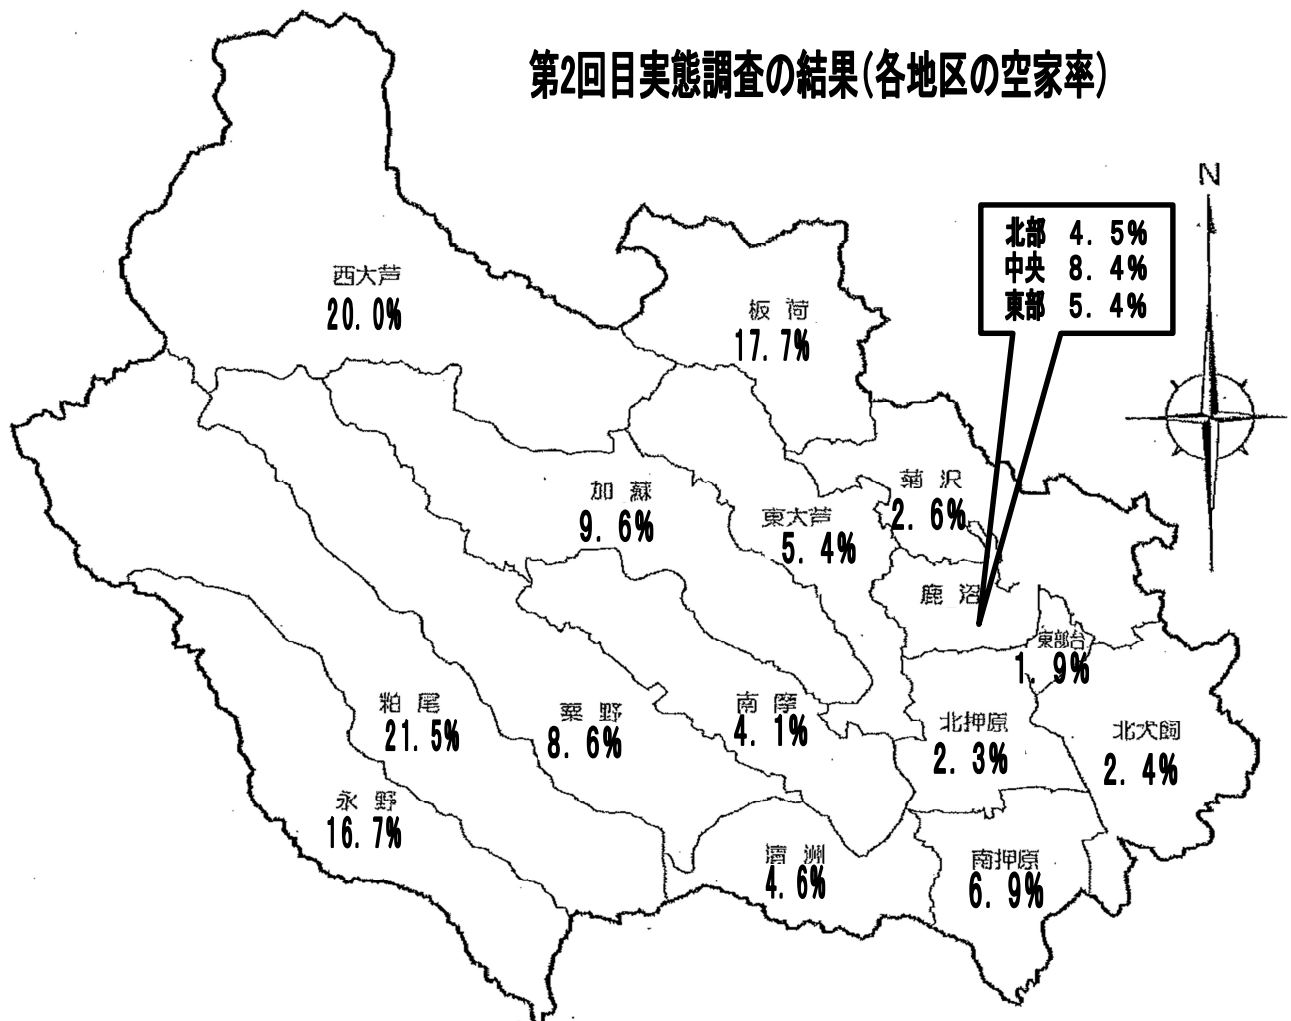 第2回目実態調査の結果(各地区の空家率)
N
北部 4.5%
中央 8.4%
東部 5.4%
西大芦
20.0%
板荷
17.7%
加蘇
9.6%
東大芦
5.4%
菊沢
2.6%
鹿沼
東部台
1.9%
粕尾
21.5%
粟野
8.6%
南摩
4.1%
北押原
2.3%
北犬飼
2.4%
永野
16.7%
清洲
4.6%
南押原
6.9%